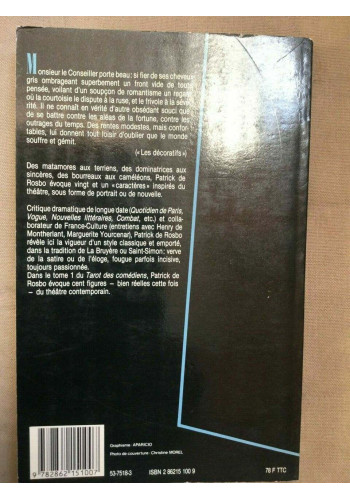 Monsieur le Conseiller porte beau: si fier de ses cheveux
gris ombrageant superbement un front vide de toute
pensée, voilant d'un soupçon de romantisme un regard
où la courtoisie le dispute à la ruse, et le frivole à la sévé-
rité. Il ne connaît en vérité d'autre obsédant souci que
de se battre contre les aléas de la fortune, contre les
outrages du temps. Des rentes modestes, mais confor-
tables, lui donnent tout loisir d'oublier que le monde
souffre et gémit.
(« Les décoratifs »)
Des matamores aux terriens, des dominatrices aux
sincères, des bourreaux aux caméléons, Patrick de
Rosbo évoque vingt et un «caractères» inspirés du
théâtre, sous forme de portrait ou de nouvelle.
Critique dramatique de longue date (Quotidien de Paris,
Vogue, Nouvelles littéraires, Combat, etc.) et colla-
borateur de France-Culture (entretiens avec Henry de
Montherlant, Marguerite Yourcenar), Patrick de Rosbo
révèle ici la vigueur d'un style classique et emporté,
dans la tradition de La Bruyère ou Saint-Simon: verve
de la satire ou de l'éloge, fougue parfois incisive,
toujours passionnée.
Dans le tome 1 du Tarot des comédiens, Patrick de
Rosbo évoque cent figures – bien réelles cette fois
– du théâtre contemporain.
Graphisme: APARICIO
Photo de couverture: Christine MOREL
9 782862 151007
53-7518-3
ISBN 2 86215 100 9
78 F TTC